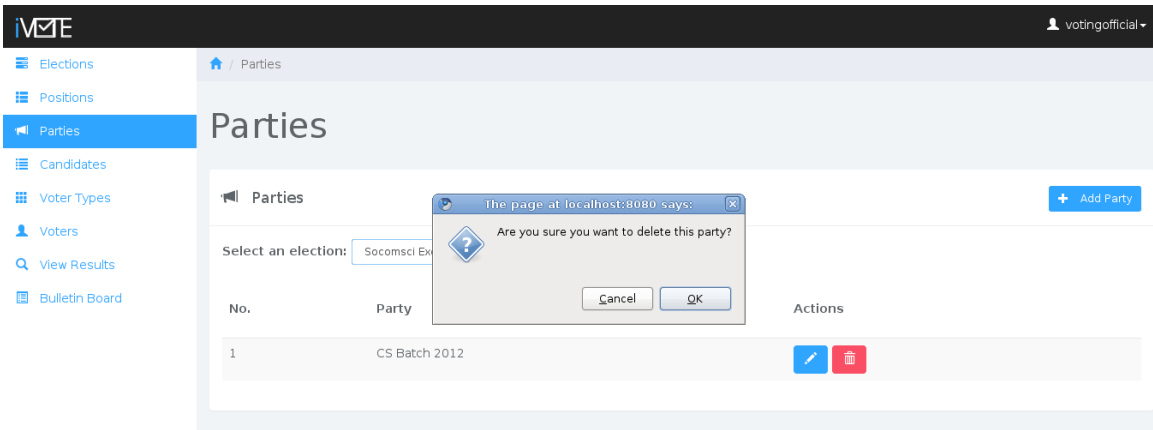 iVOTE
votingofficial
Elections
Positions
Parties
Candidates
Voter Types
Voters
View Results
Bulletin Board
/ Parties
Parties
Parties
+ Add Party
Select an election: Socomsci
The page at localhost:8080 says:
Are you sure you want to delete this party?
Cancel OK
No. Party Actions
1 CS Batch 2012